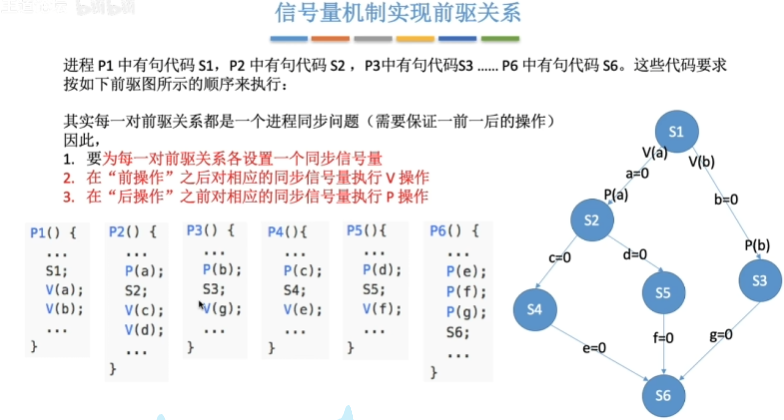 bilibili
信号量机制实现前驱关系
进程 P1 中有句代码 S1，P2 中有句代码 S2 ，P3中有句代码S3 …… P6 中有句代码 S6。这些代码要求
按如下前驱图所示的顺序来执行：
其实每一对前驱关系都是一个进程同步问题（需要保证一前一后的操作）
因此，
1. 要为每一对前驱关系各设置一个同步信号量
2. 在“前操作”之后对相应的同步信号量执行 V 操作
3. 在“后操作”之前对相应的同步信号量执行 P 操作
P1() {
...
S1;
V(a);
V(b);
...
}
P2() {
...
P(a);
S2;
V(c);
V(d);
...
}
P3() {
...
P(b);
S3;
V(g);
...
}
P4(){
...
P(c);
S4;
V(e);
...
}
P5(){
...
P(d);
S5;
V(f);
...
}
P6() {
...
P(e);
P(f);
P(g);
S6;
...
}
S1
V(a)
V(b)
a=0
P(a)
b=0
S2
P(b)
c=0
d=0
S3
S5
S4
e=0
f=0
g=0
S6